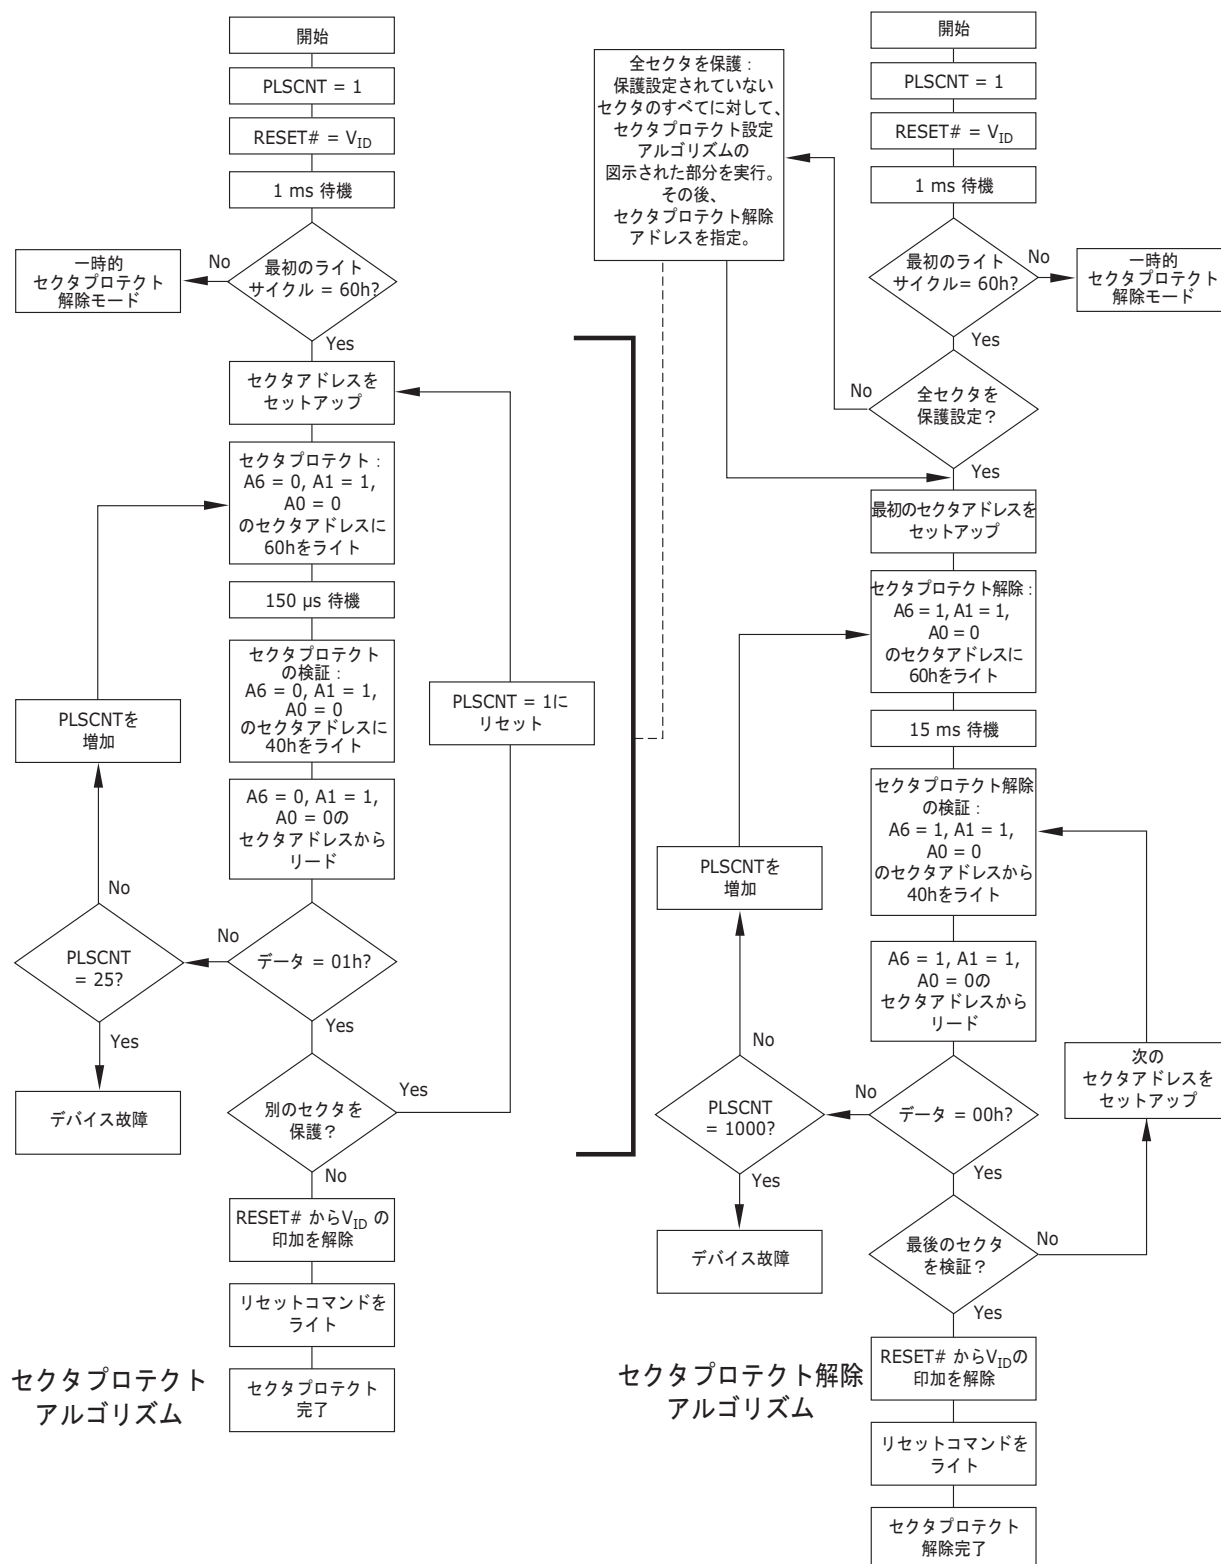 開始
PLSCNT = 1
RESET# = VID
1 ms 待機
最初のライト
サイクル = 60h?
No
一時的
セクタプロテクト
解除モード
Yes
セクタアドレスを
セットアップ
セクタプロテクト：
A6 = 0, A1 = 1,
A0 = 0
のセクタアドレスに
60hをライト
150 µs 待機
セクタプロテクト
の検証：
A6 = 0, A1 = 1,
A0 = 0
のセクタアドレスに
40hをライト
PLSCNT = 1に
リセット
PLSCNTを
増加
A6 = 0, A1 = 1,
A0 = 0の
セクタアドレスから
リード
No
No
データ = 01h?
PLSCNT
= 25?
Yes
Yes
デバイス故障
別のセクタを
保護？
Yes
No
RESET# からVID の
印加を解除
リセットコマンドを
ライト
セクタプロテクト
完了
セクタプロテクト
アルゴリズム
全セクタを保護：
保護設定されていない
セクタのすべてに対して、
セクタプロテクト設定
アルゴリズムの
図示された部分を実行。
その後、
セクタプロテクト解除
アドレスを指定。
開始
PLSCNT = 1
RESET# = VID
1 ms 待機
最初のライト
サイクル= 60h?
No
一時的
セクタプロテクト
解除モード
Yes
No
全セクタを
保護設定？
Yes
最初のセクタアドレスを
セットアップ
セクタプロテクト解除：
A6 = 1, A1 = 1,
A0 = 0
のセクタアドレスに
60hをライト
15 ms 待機
セクタプロテクト解除
の検証：
A6 = 1, A1 = 1,
A0 = 0
のセクタアドレスから
40hをライト
PLSCNTを
増加
A6 = 1, A1 = 1,
A0 = 0の
セクタアドレスから
リード
No
No
次の
セクタアドレスを
セットアップ
データ = 00h?
PLSCNT
= 1000?
Yes
Yes
デバイス故障
最後のセクタ
を検証？
No
Yes
RESET# からVIDの
印加を解除
リセットコマンドを
ライト
セクタプロテクト
解除完了
セクタプロテクト解除
アルゴリズム